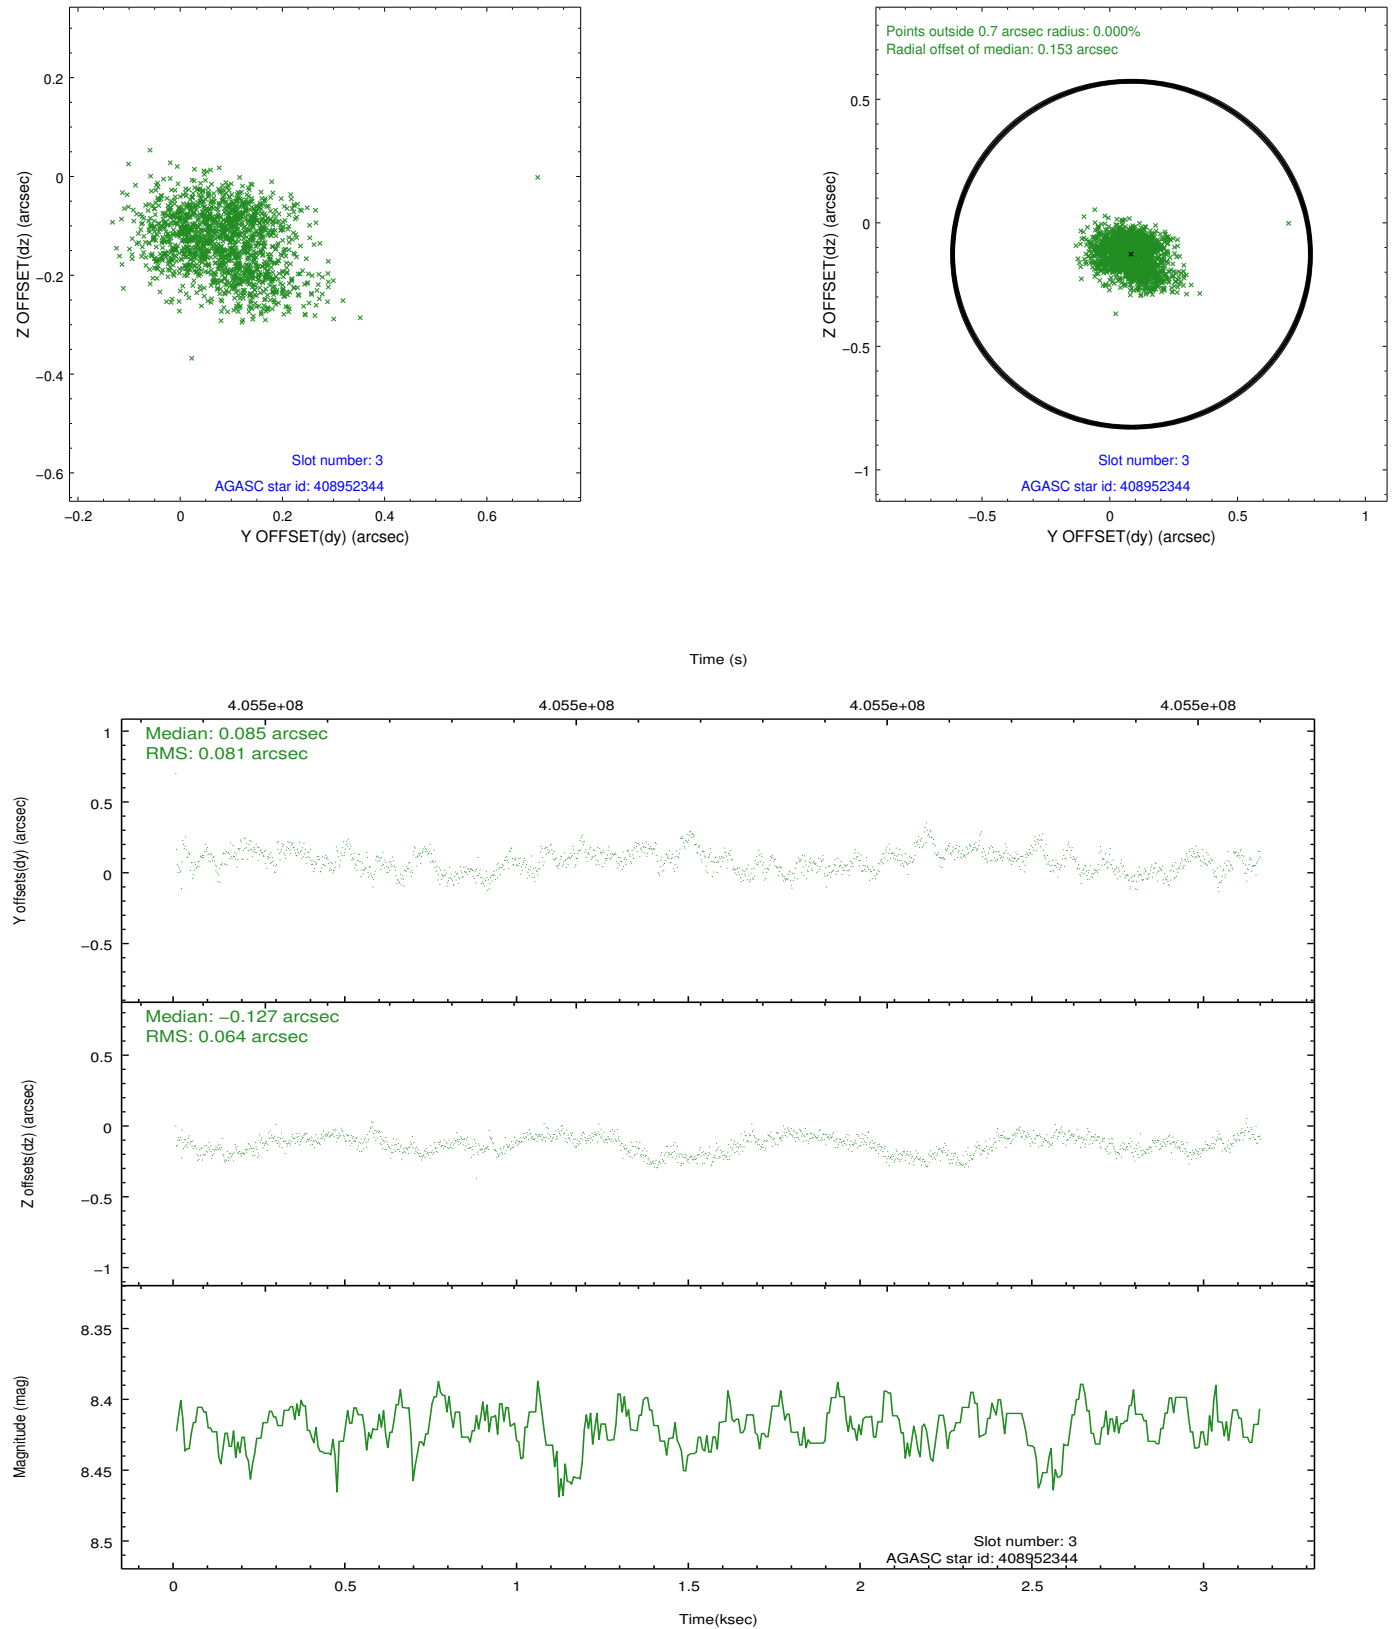 0.2
0
−0.2
−0.4
−0.6
Z OFFSET(dz) (arcsec)
Slot number: 3
AGASC star id: 408952344
−0.2 0 0.2 0.4 0.6
Y OFFSET(dy) (arcsec)
Points outside 0.7 arcsec radius: 0.000%
Radial offset of median: 0.153 arcsec
0.5
0
−0.5
−1
Z OFFSET(dz) (arcsec)
Slot number: 3
AGASC star id: 408952344
−0.5 0 0.5 1
Y OFFSET(dy) (arcsec)
Time (s)
4.055e+08 4.055e+08 4.055e+08 4.055e+08
Median: 0.085 arcsec
RMS: 0.081 arcsec
1
0.5
0
−0.5
Y offsets(dy) (arcsec)
Median: −0.127 arcsec
RMS: 0.064 arcsec
0.5
0
−0.5
−1
Z offsets(dz) (arcsec)
8.35
8.4
8.45
8.5
Magnitude (mag)
Slot number: 3
AGASC star id: 408952344
0 0.5 1 1.5 2 2.5 3
Time(ksec)